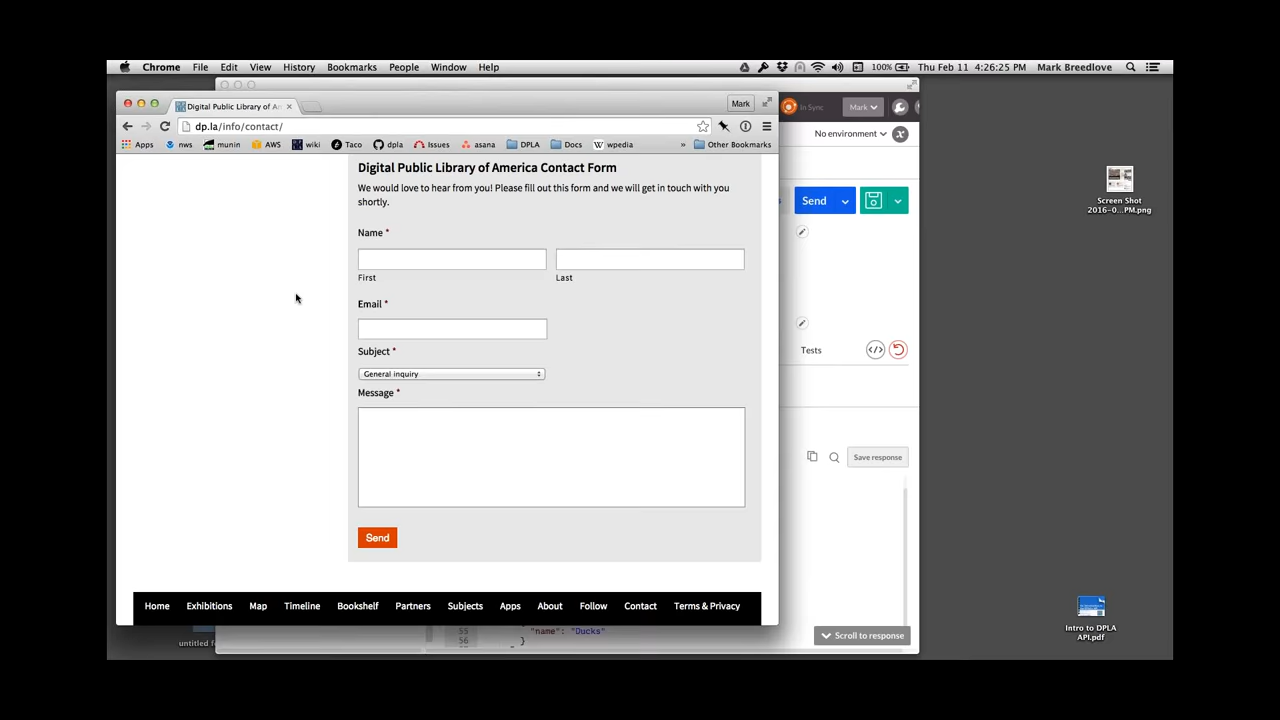 Chrome File Edit View History Bookmarks People Window Help 100% Thu Feb 11 4:26:25 PM Mark Breedlove
Digital Public Library of A
Mark
In Sync
Mark
dp.la/info/contact/
No environment
Apps nws munin AWS wiki Taco dpla Issues asana DPLA Docs wpedia » Other Bookmarks
Digital Public Library of America Contact Form
We would love to hear from you! Please fill out this form and we will get in touch with you
shortly.
Name *
First Last
Email *
Subject *
General inquiry
Message *
Send
Home Exhibitions Map Timeline Bookshelf Partners Subjects Apps About Follow Contact Terms & Privacy
Send
Tests
Save response
55 "name": "Ducks"
56 }
Scroll to response
untitled fo
Screen Shot
2016-0...PM.png
Intro to DPLA
API.pdf